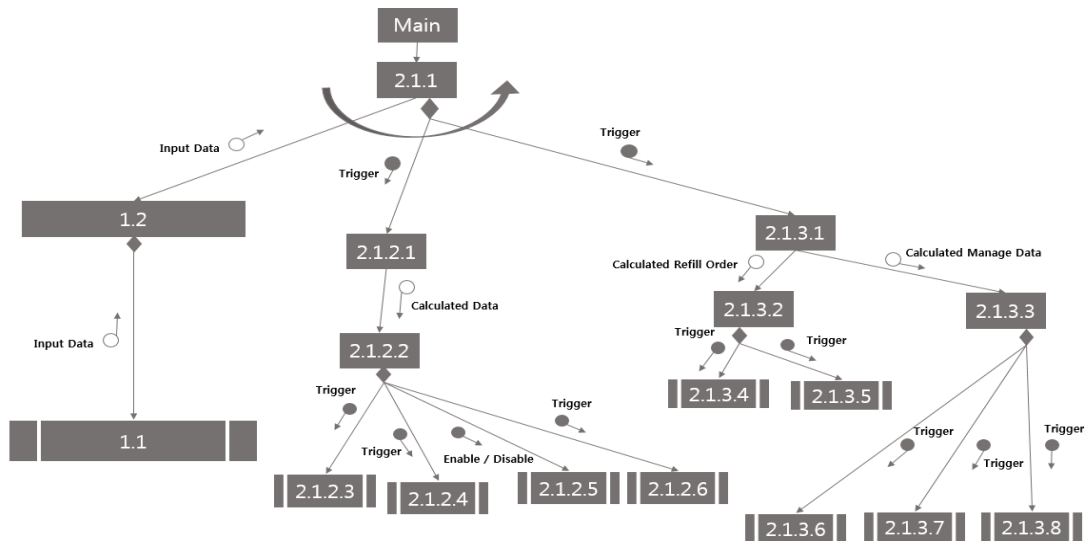 Main
2.1.1
Input Data
Trigger
Trigger
1.2
2.1.2.1
2.1.3.1
Calculated Refill Order
Calculated Manage Data
Calculated Data
2.1.3.2
2.1.3.3
Input Data
2.1.2.2
Trigger
Trigger
2.1.3.4
2.1.3.5
1.1
Trigger
Trigger
Enable / Disable
Trigger
Trigger
Trigger
Trigger
2.1.2.3
2.1.2.4
2.1.2.5
2.1.2.6
2.1.3.6
2.1.3.7
2.1.3.8